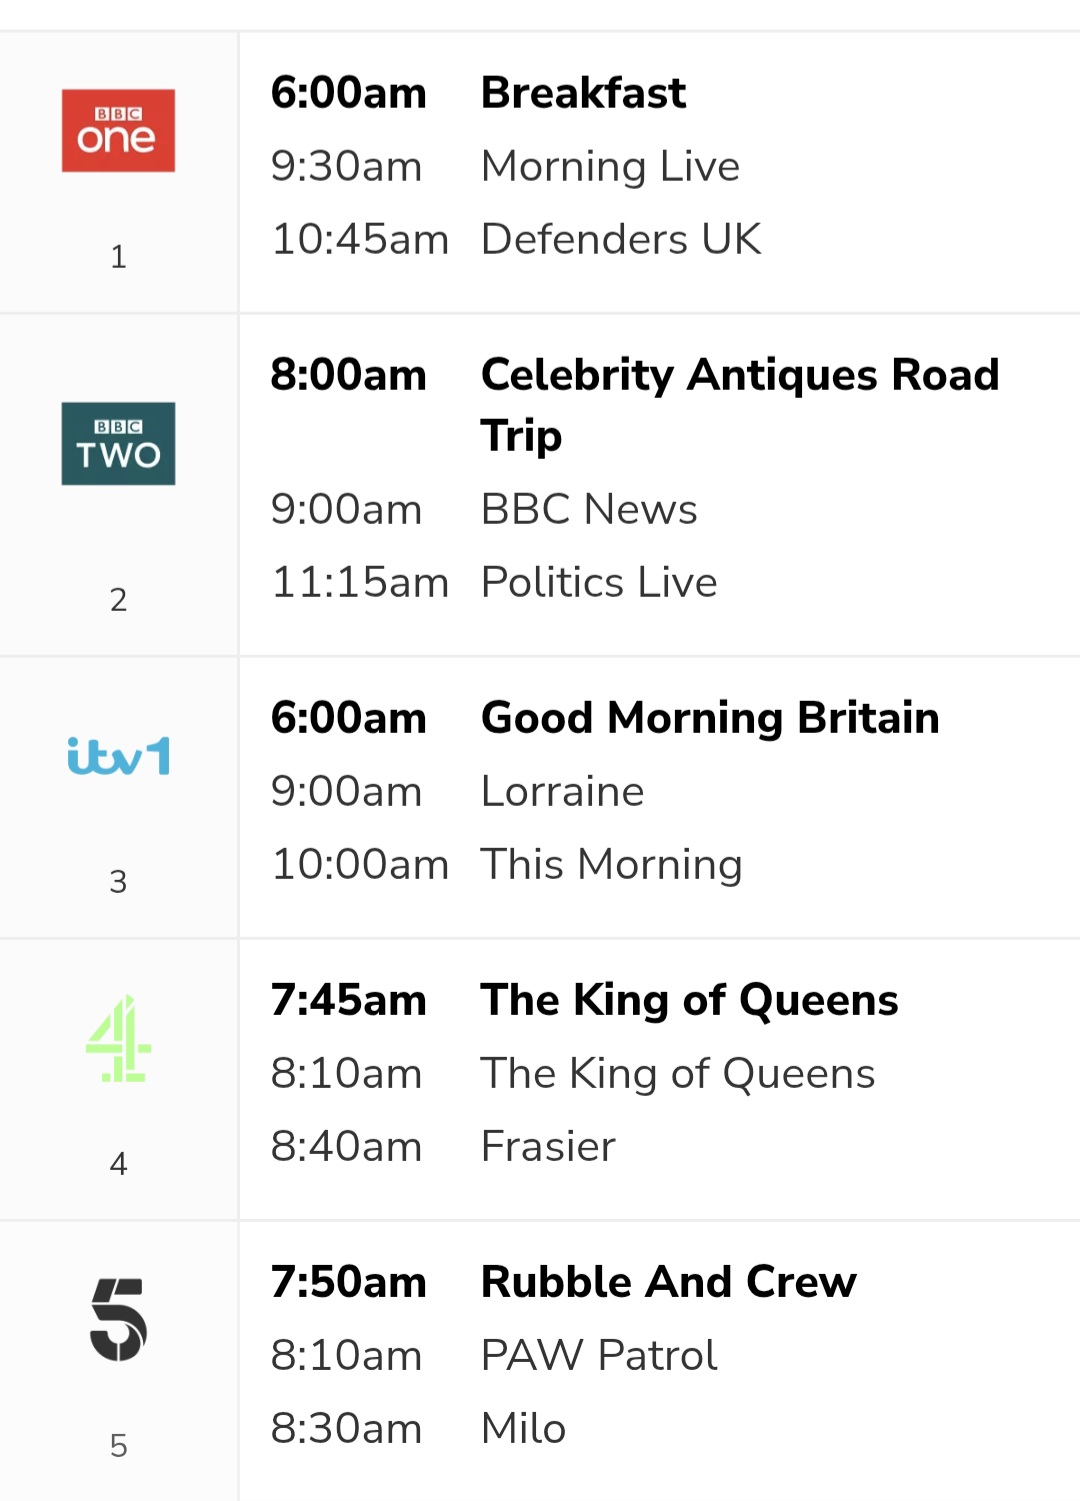 BBC
one
1
6:00am Breakfast
9:30am Morning Live
10:45am Defenders UK
BBC
TWO
2
8:00am Celebrity Antiques Road
Trip
9:00am BBC News
11:15am Politics Live
itv1
3
6:00am Good Morning Britain
9:00am Lorraine
10:00am This Morning
4
4
7:45am The King of Queens
8:10am The King of Queens
8:40am Frasier
5
5
7:50am Rubble And Crew
8:10am PAW Patrol
8:30am Milo